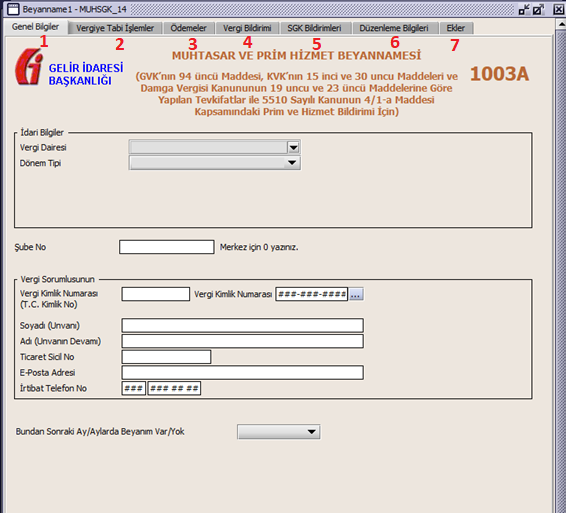 Beyanname1 - MUHSGK_14
Genel Bilgiler Vergiye Tabi İşlemler Ödemeler Vergi Bildirimi SGK Bildirimleri Düzenleme Bilgileri Ekler
1 2 3 4 5 6 7
GELİR İDARESİ
BAŞKANLIĞI
MUHTASAR VE PRİM HİZMET BEYANNAMESİ
1003A
(GVK'nın 94 üncü Maddesi, KVK'nın 15 inci ve 30 uncu Maddeleri ve
Damga Vergisi Kanununun 19 uncu ve 23 üncü Maddelerine Göre
Yapılan Tevkifatlar ile 5510 Sayılı Kanunun 4/1-a Maddesi
Kapsamındaki Prim ve Hizmet Bildirimi İçin)
İdari Bilgiler
Vergi Dairesi
Dönem Tipi
Şube No Merkez için 0 yazınız.
Vergi Sorumlusunun
Vergi Kimlik Numarası Vergi Kimlik Numarası ###-###-#### ...
(T.C. Kimlik No)
Soyadı (Unvanı)
Adı (Unvanın Devamı)
Ticaret Sicil No
E-Posta Adresi
İrtibat Telefon No ### ### ## ##
Bundan Sonraki Ay/Aylarda Beyanım Var/Yok